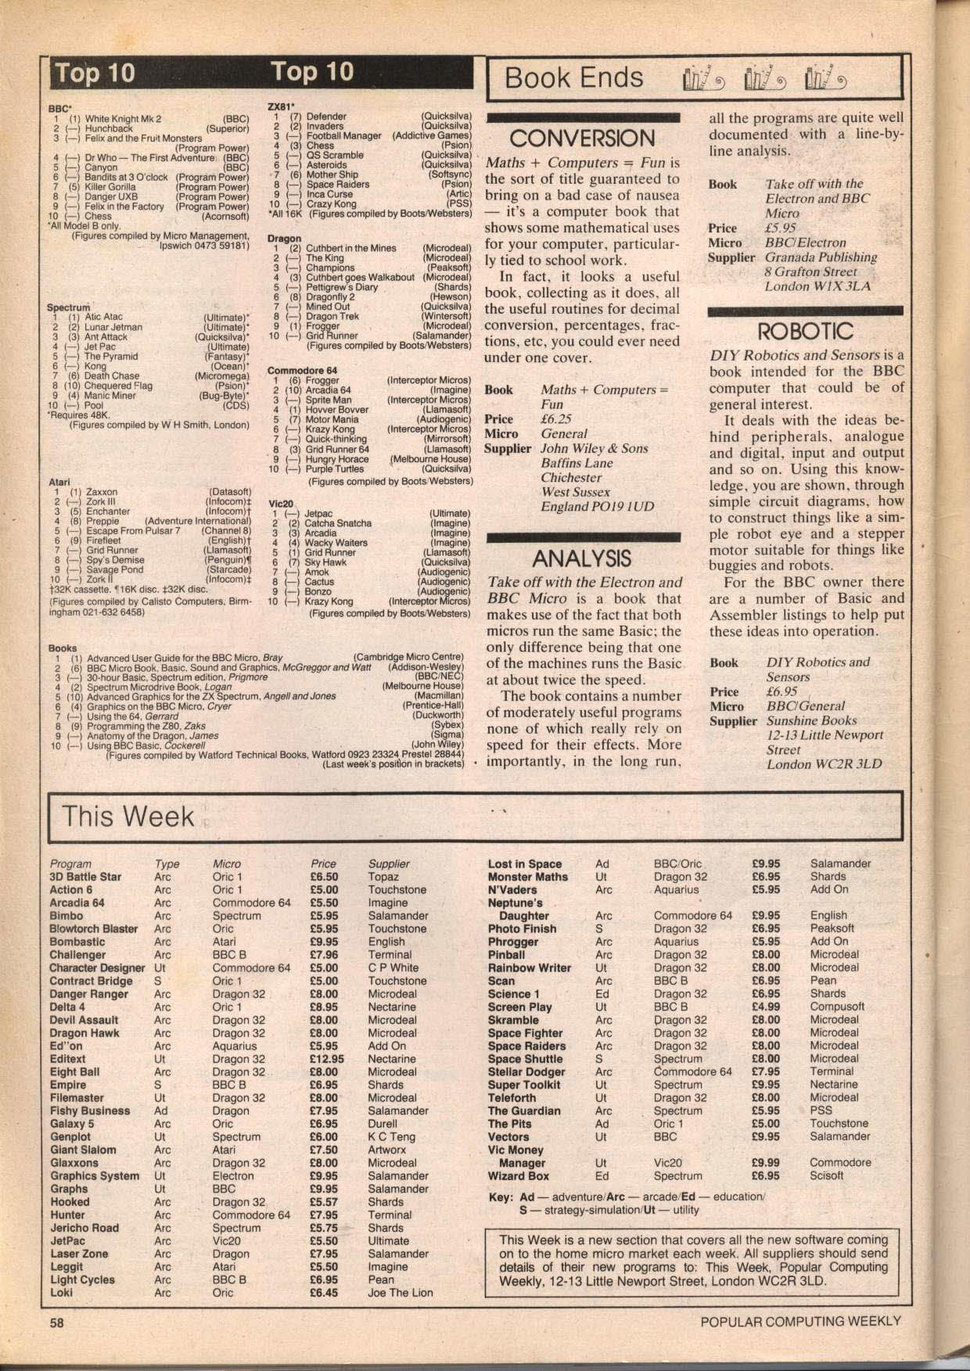 Top 10
BBC*
1 (1) White Knight Mk 2 (BBC)
2 (—) Hunchback (Superior)
3 (—) Felix and the Fruit Monsters
(Program Power)
4 (—) Dr Who — The First Adventure (BBC)
5 (—) Canyon (BBC)
6 (—) Bandits at 3 O'clock (Program Power)
7 (5) Killer Gorilla (Program Power)
8 (—) Danger UXB (Program Power)
9 (—) Felix in the Factory (Program Power)
10 (—) Chess (Acornsoft)
*All Model B only.
(Figures compiled by Micro Management,
Ipswich 0473 59181)
Spectrum
1 (1) Atic Atac (Ultimate)*
2 (2) Lunar Jetman (Ultimate)*
3 (3) Ant Attack (Quicksilva)*
4 (—) Jet Pac (Ultimate)
5 (—) The Pyramid (Fantasy)*
6 (—) Kong (Ocean)*
7 (6) Death Chase (Micromega)
8 (10) Chequered Flag (Psion)*
9 (4) Manic Miner (Bug-Byte)*
10 (—) Pool (CDS)
*Requires 48K.
(Figures compiled by W H Smith, London)
Atari
1 (1) Zaxxon (Datasoft)
2 (—) Zork III (Infocom)‡
3 (5) Enchanter (Infocom)†
4 (8) Preppie (Adventure International)
5 (—) Escape From Pulsar 7 (Channel 8)
6 (9) Firefleet (English)†
7 (—) Grid Runner (Llamasoft)
8 (—) Spy's Demise (Penguin)¶
9 (—) Savage Pond (Starcade)
10 (—) Zork II (Infocom)‡
†32K cassette. ¶16K disc. ‡32K disc.
(Figures compiled by Calisto Computers, Birm-
ingham 021-632 6458)
Top 10
ZX81*
1 (7) Defender (Quicksilva)
2 (2) Invaders (Quicksilva)
3 (—) Football Manager (Addictive Games)
4 (3) Chess (Psion)
5 (—) QS Scramble (Quicksilva)
6 (—) Asteroids (Quicksilva)
7 (6) Mother Ship (Softsync)
8 (—) Space Raiders (Psion)
9 (—) Inca Curse (Artic)
10 (—) Crazy Kong (PSS)
*All 16K (Figures compiled by Boots/Websters)
Dragon
1 (2) Cuthbert in the Mines (Microdeal)
2 (—) The King (Microdeal)
3 (—) Champions (Peaksoft)
4 (3) Cuthbert goes Walkabout (Microdeal)
5 (—) Pettigrew's Diary (Shards)
6 (8) Dragonfly 2 (Hewson)
7 (—) Mined Out (Quicksilva)
8 (—) Dragon Trek (Wintersoft)
9 (1) Frogger (Microdeal)
10 (—) Grid Runner (Salamander)
(Figures compiled by Boots/Websters)
Commodore 64
1 (6) Frogger (Interceptor Micros)
2 (10) Arcadia 64 (Imagine)
3 (—) Sprite Man (Interceptor Micros)
4 (1) Hovver Bovver (Llamasoft)
5 (7) Motor Mania (Audiogenic)
6 (—) Krazy Kong (Interceptor Micros)
7 (—) Quick-thinking (Mirrorsoft)
8 (3) Grid Runner 64 (Llamasoft)
9 (—) Hungry Horace (Melbourne House)
10 (—) Purple Turtles (Quicksilva)
(Figures compiled by Boots/Websters)
Vic20
1 (—) Jetpac (Ultimate)
2 (2) Catcha Snatcha (Imagine)
3 (3) Arcadia (Imagine)
4 (4) Wacky Waiters (Imagine)
5 (1) Grid Runner (Llamasoft)
6 (7) Sky Hawk (Quicksilva)
7 (—) Amok (Audiogenic)
8 (—) Cactus (Audiogenic)
9 (—) Bonzo (Audiogenic)
10 (—) Krazy Kong (Interceptor Micros)
(Figures compiled by Boots/Websters)
Books
1 (1) Advanced User Guide for the BBC Micro, Bray (Cambridge Micro Centre)
2 (6) BBC Micro Book, Basic, Sound and Graphics, McGreggor and Watt (Addison-Wesley)
3 (—) 30-hour Basic, Spectrum edition, Prigmore (BBC/NEC)
4 (2) Spectrum Microdrive Book, Logan (Melbourne House)
5 (10) Advanced Graphics for the ZX Spectrum, Angell and Jones (Macmillan)
6 (4) Graphics on the BBC Micro, Cryer (Prentice-Hall)
7 (—) Using the 64, Gerrard (Duckworth)
8 (9) Programming the Z80, Zaks (Sybex)
9 (—) Anatomy of the Dragon, James (Sigma)
10 (—) Using BBC Basic, Cockerell (John Wiley)
(Figures compiled by Watford Technical Books, Watford 0923 23324 Prestel 28844)
(Last week's position in brackets)
Book Ends
CONVERSION
Maths + Computers = Fun is
the sort of title guaranteed to
bring on a bad case of nausea
— it's a computer book that
shows some mathematical uses
for your computer, particular-
ly tied to school work.
In fact, it looks a useful
book, collecting as it does, all
the useful routines for decimal
conversion, percentages, frac-
tions, etc, you could ever need
under one cover.
Book Maths + Computers =
Fun
Price £6.25
Micro General
Supplier John Wiley & Sons
Baffins Lane
Chichester
West Sussex
England PO19 1UD
ANALYSIS
Take off with the Electron and
BBC Micro is a book that
makes use of the fact that both
micros run the same Basic; the
only difference being that one
of the machines runs the Basic
at about twice the speed.
The book contains a number
of moderately useful programs
none of which really rely on
speed for their effects. More
importantly, in the long run,
all the programs are quite well
documented with a line-by-
line analysis.
Book Take off with the
Electron and BBC
Micro
Price £5.95
Micro BBC/Electron
Supplier Granada Publishing
8 Grafton Street
London W1X 3LA
ROBOTIC
DIY Robotics and Sensors is a
book intended for the BBC
computer that could be of
general interest.
It deals with the ideas be-
hind peripherals, analogue
and digital, input and output
and so on. Using this know-
ledge, you are shown, through
simple circuit diagrams, how
to construct things like a sim-
ple robot eye and a stepper
motor suitable for things like
buggies and robots.
For the BBC owner there
are a number of Basic and
Assembler listings to help put
these ideas into operation.
Book DIY Robotics and
Sensors
Price £6.95
Micro BBC/General
Supplier Sunshine Books
12-13 Little Newport
Street
London WC2R 3LD
This Week
Program Type Micro Price Supplier
3D Battle Star Arc Oric 1 £6.50 Topaz
Action 6 Arc Oric 1 £5.00 Touchstone
Arcadia 64 Arc Commodore 64 £5.50 Imagine
Bimbo Arc Spectrum £5.95 Salamander
Blowtorch Blaster Arc Oric £5.95 Touchstone
Bombastic Arc Atari £9.95 English
Challenger Arc BBC B £7.96 Terminal
Character Designer Ut Commodore 64 £5.00 C P White
Contract Bridge S Oric 1 £5.00 Touchstone
Danger Ranger Arc Dragon 32 £8.00 Microdeal
Delta 4 Arc Oric 1 £8.95 Nectarine
Devil Assault Arc Dragon 32 £8.00 Microdeal
Dragon Hawk Arc Dragon 32 £8.00 Microdeal
Ed"on Arc Aquarius £5.95 Add On
Editext Ut Dragon 32 £12.95 Nectarine
Eight Ball Arc Dragon 32 £8.00 Microdeal
Empire S BBC B £6.95 Shards
Filemaster Ut Dragon 32 £8.00 Microdeal
Fishy Business Ad Dragon £7.95 Salamander
Galaxy 5 Arc Oric £6.95 Durell
Genplot Ut Spectrum £6.00 K C Teng
Giant Slalom Arc Atari £7.50 Artworx
Glaxxons Arc Dragon 32 £8.00 Microdeal
Graphics System Ut Electron £9.95 Salamander
Graphs Ut BBC £9.95 Salamander
Hooked Arc Dragon 32 £5.57 Shards
Hunter Arc Commodore 64 £7.95 Terminal
Jericho Road Arc Spectrum £5.75 Shards
JetPac Arc Vic20 £5.50 Ultimate
Laser Zone Arc Dragon £7.95 Salamander
Leggit Arc Atari £5.50 Imagine
Light Cycles Arc BBC B £6.95 Pean
Loki Arc Oric £6.45 Joe The Lion
Lost in Space Ad BBC/Oric £9.95 Salamander
Monster Maths Ut Dragon 32 £6.95 Shards
N'Vaders Arc Aquarius £5.95 Add On
Neptune's
Daughter Arc Commodore 64 £9.95 English
Photo Finish S Dragon 32 £6.95 Peaksoft
Phrogger Arc Aquarius £5.95 Add On
Pinball Arc Dragon 32 £8.00 Microdeal
Rainbow Writer Ut Dragon 32 £8.00 Microdeal
Scan Arc BBC B £6.95 Pean
Science 1 Ed Dragon 32 £6.95 Shards
Screen Play Ut BBC B £4.99 Compusoft
Skramble Arc Dragon 32 £8.00 Microdeal
Space Fighter Arc Dragon 32 £8.00 Microdeal
Space Raiders Arc Dragon 32 £8.00 Microdeal
Space Shuttle S Spectrum £8.00 Microdeal
Stellar Dodger Arc Commodore 64 £7.95 Terminal
Super Toolkit Ut Spectrum £9.95 Nectarine
Teleforth Ut Dragon 32 £8.00 Microdeal
The Guardian Arc Spectrum £5.95 PSS
The Pits Ad Oric 1 £5.00 Touchstone
Vectors Ut BBC £9.95 Salamander
Vic Money
Manager Ut Vic20 £9.99 Commodore
Wizard Box Ed Spectrum £6.95 Scisoft
Key: Ad — adventure/Arc — arcade/Ed — education/
S — strategy-simulation/Ut — utility
This Week is a new section that covers all the new software coming
on to the home micro market each week. All suppliers should send
details of their new programs to: This Week, Popular Computing
Weekly, 12-13 Little Newport Street, London WC2R 3LD.
58
POPULAR COMPUTING WEEKLY